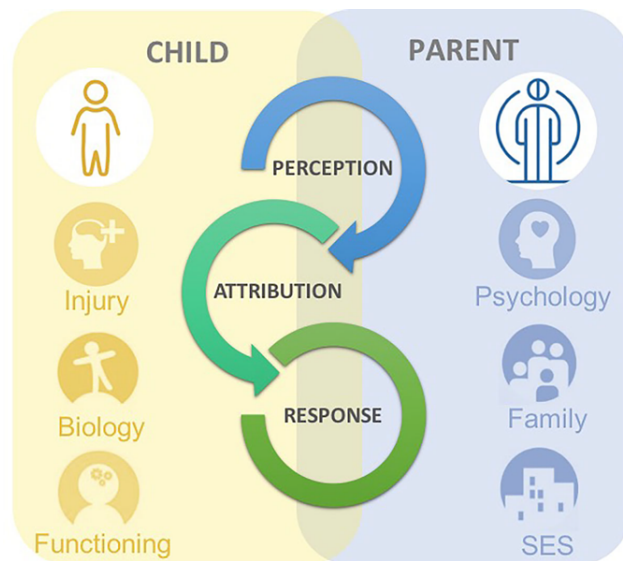 CHILD
PARENT
PERCEPTION
ATTRIBUTION
RESPONSE
Injury
Biology
Functioning
Psychology
Family
SES